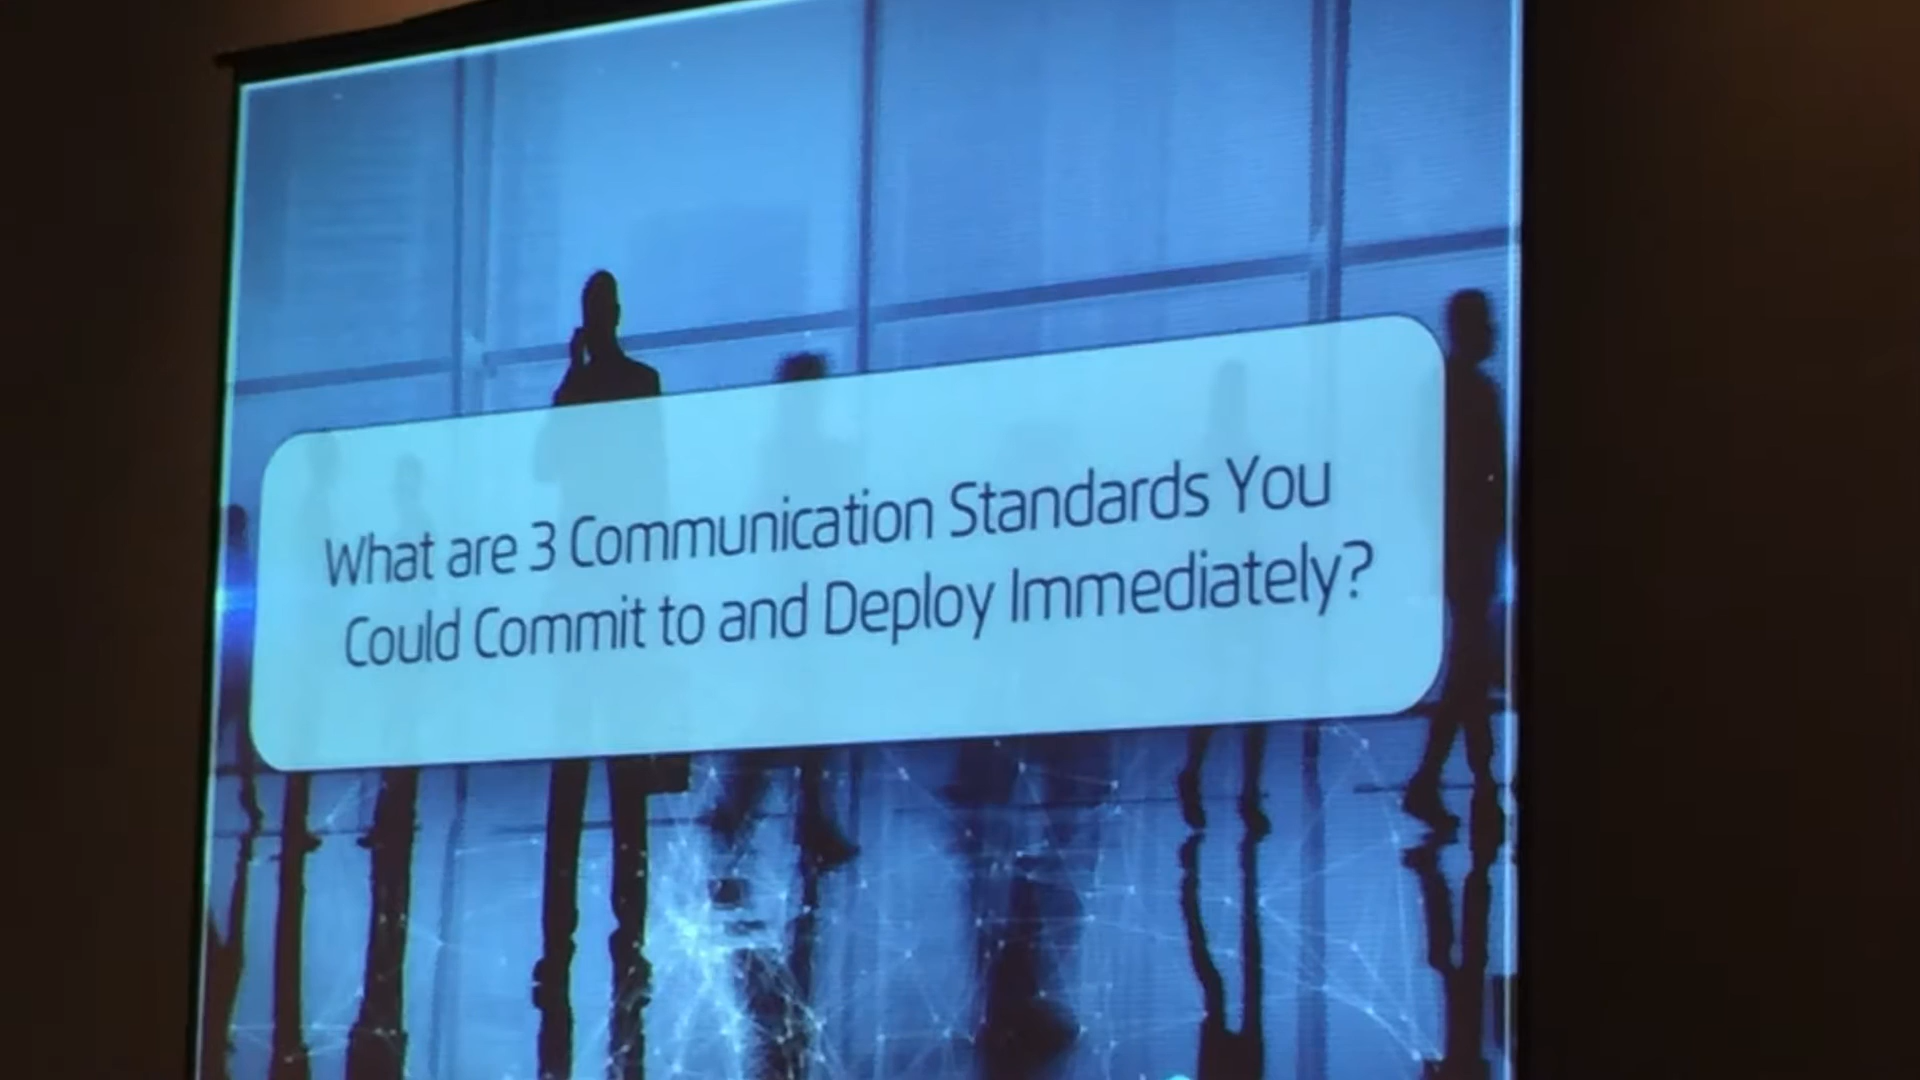 What are 3 Communication Standards You
Could Commit to and Deploy Immediately?